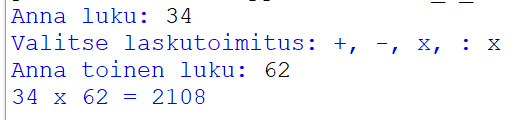 Anna luku: 34
Valitse laskutoimitus: +, -, x, : x
Anna toinen luku: 62
34 x 62 = 2108